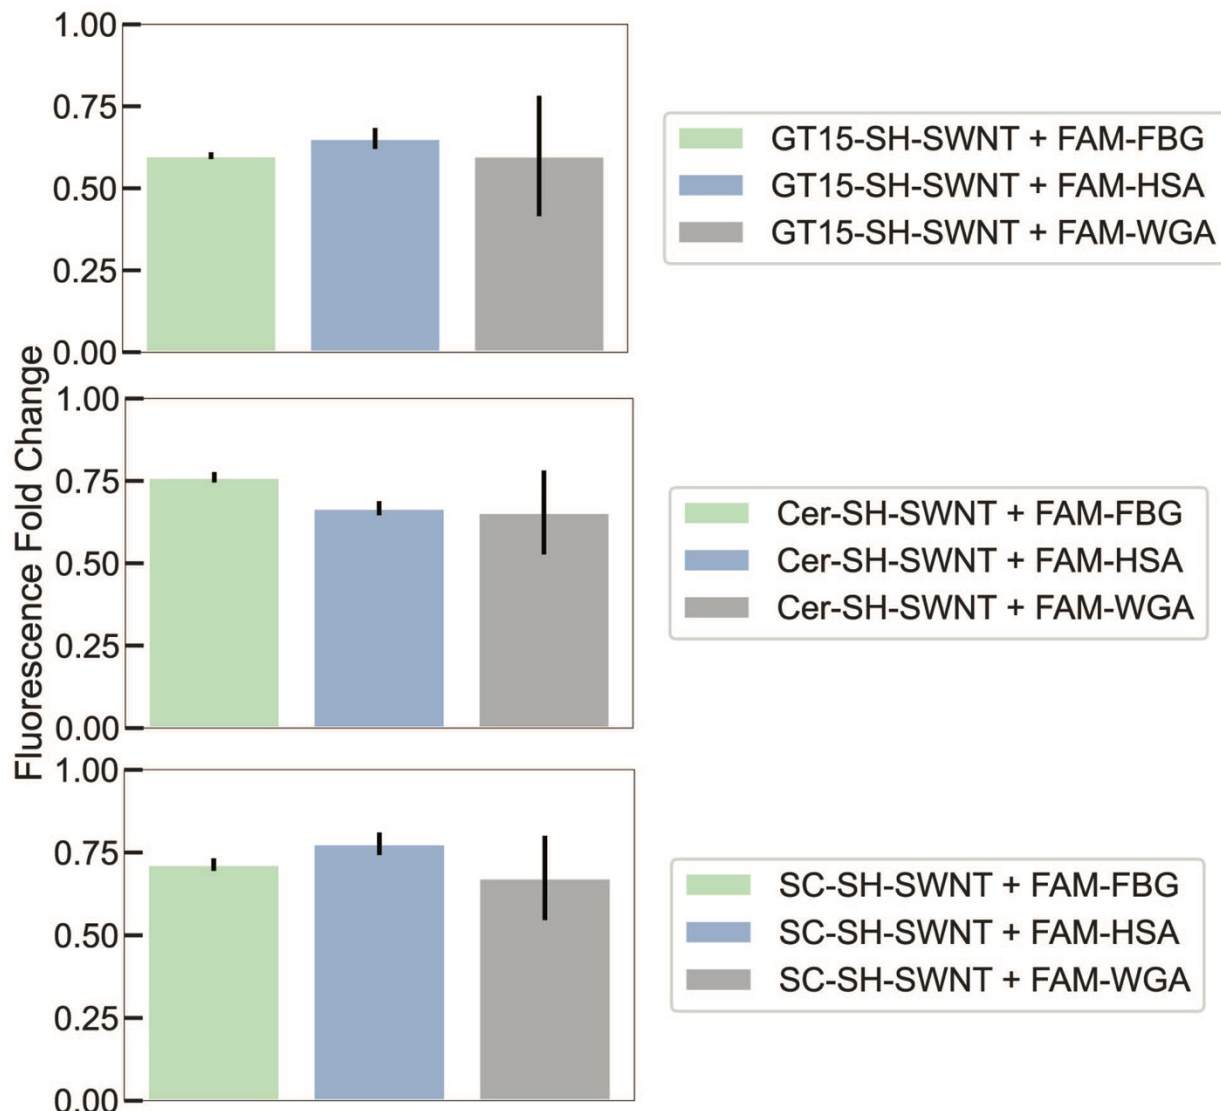 Fluorescence Fold Change
1.00
0.75
0.50
0.25
0.00
GT15-SH-SWNT + FAM-FBG
GT15-SH-SWNT + FAM-HSA
GT15-SH-SWNT + FAM-WGA
1.00
0.75
0.50
0.25
0.00
Cer-SH-SWNT + FAM-FBG
Cer-SH-SWNT + FAM-HSA
Cer-SH-SWNT + FAM-WGA
1.00
0.75
0.50
0.25
0.00
SC-SH-SWNT + FAM-FBG
SC-SH-SWNT + FAM-HSA
SC-SH-SWNT + FAM-WGA